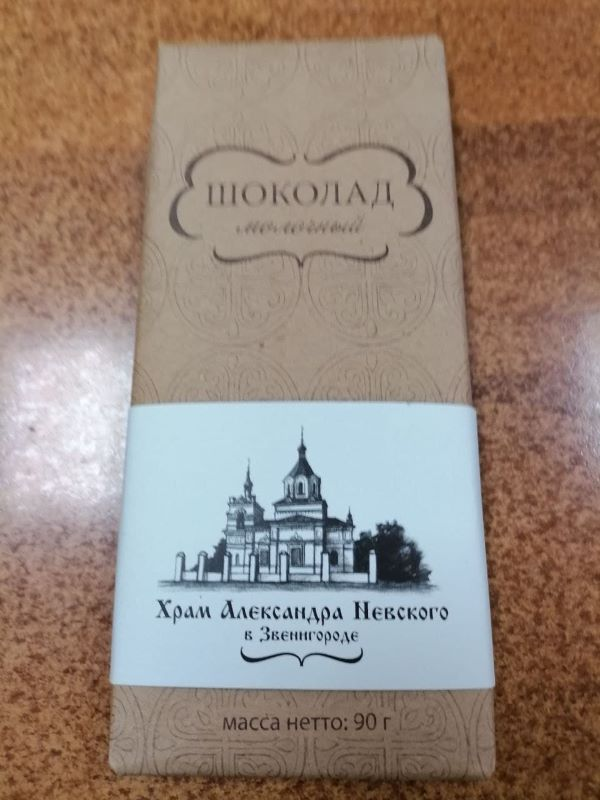 ШОКОЛАД
молочный
Храм Александра Невского
в Звенигороде
масса нетто: 90 г